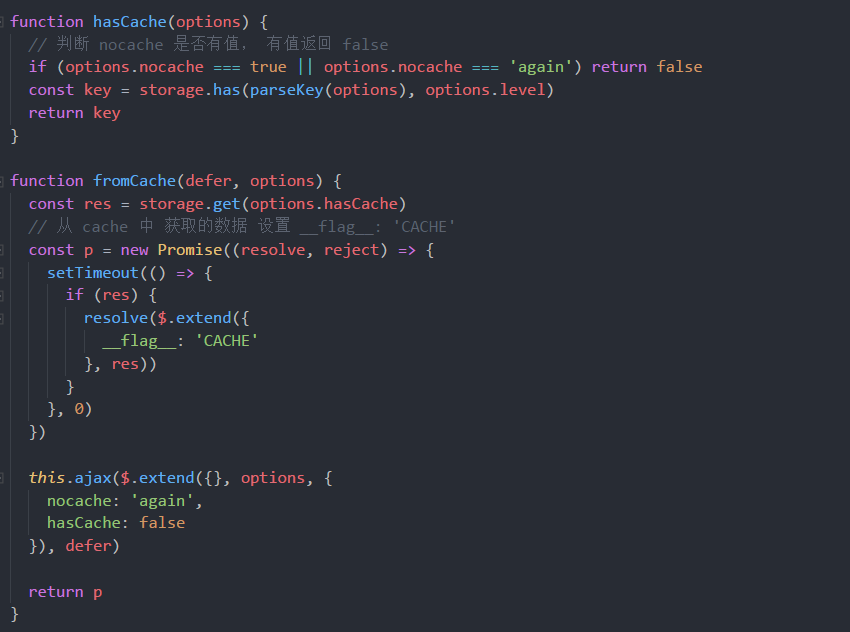 function hasCache(options) {
  // 判断 nocache 是否有值， 有值返回 false
  if (options.nocache === true || options.nocache === 'again') return false
  const key = storage.has(parseKey(options), options.level)
  return key
}

function fromCache(defer, options) {
  const res = storage.get(options.hasCache)
  // 从 cache 中 获取的数据 设置 __flag__: 'CACHE'
  const p = new Promise((resolve, reject) => {
    setTimeout(() => {
      if (res) {
        resolve($.extend({
          __flag__: 'CACHE'
        }, res))
      }
    }, 0)
  })

  this.ajax($.extend({}, options, {
    nocache: 'again',
    hasCache: false
  }), defer)

  return p
}